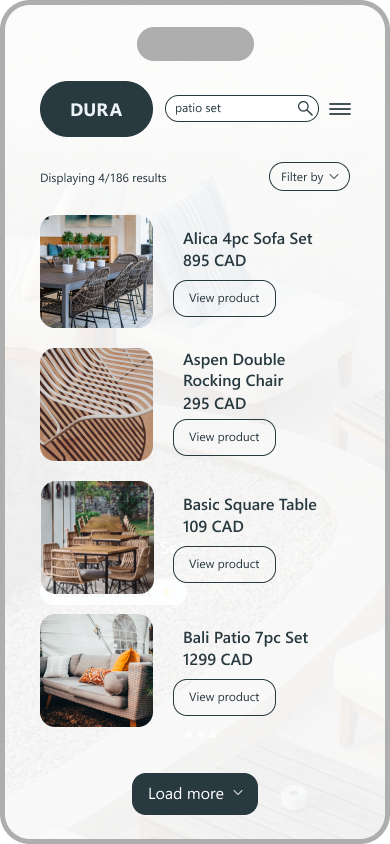 DURA
patio set
Displaying 4/186 results
Filter by
Alica 4pc Sofa Set
895 CAD
View product
Aspen Double
Rocking Chair
295 CAD
View product
Basic Square Table
109 CAD
View product
Bali Patio 7pc Set
1299 CAD
View product
Load more